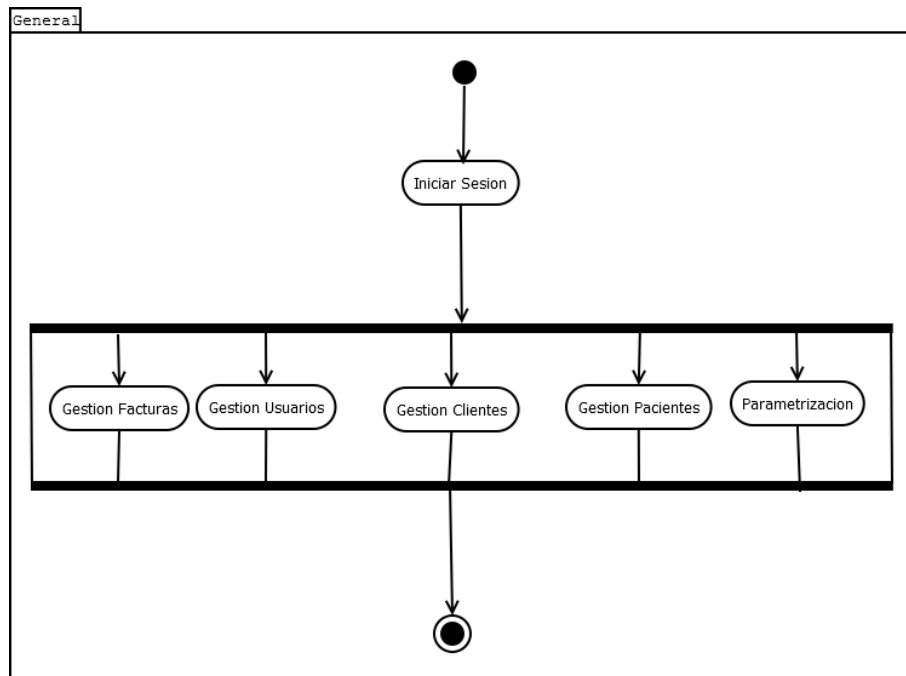 General
Iniciar Sesion
Gestion Facturas
Gestion Usuarios
Gestion Clientes
Gestion Pacientes
Parametrizacion